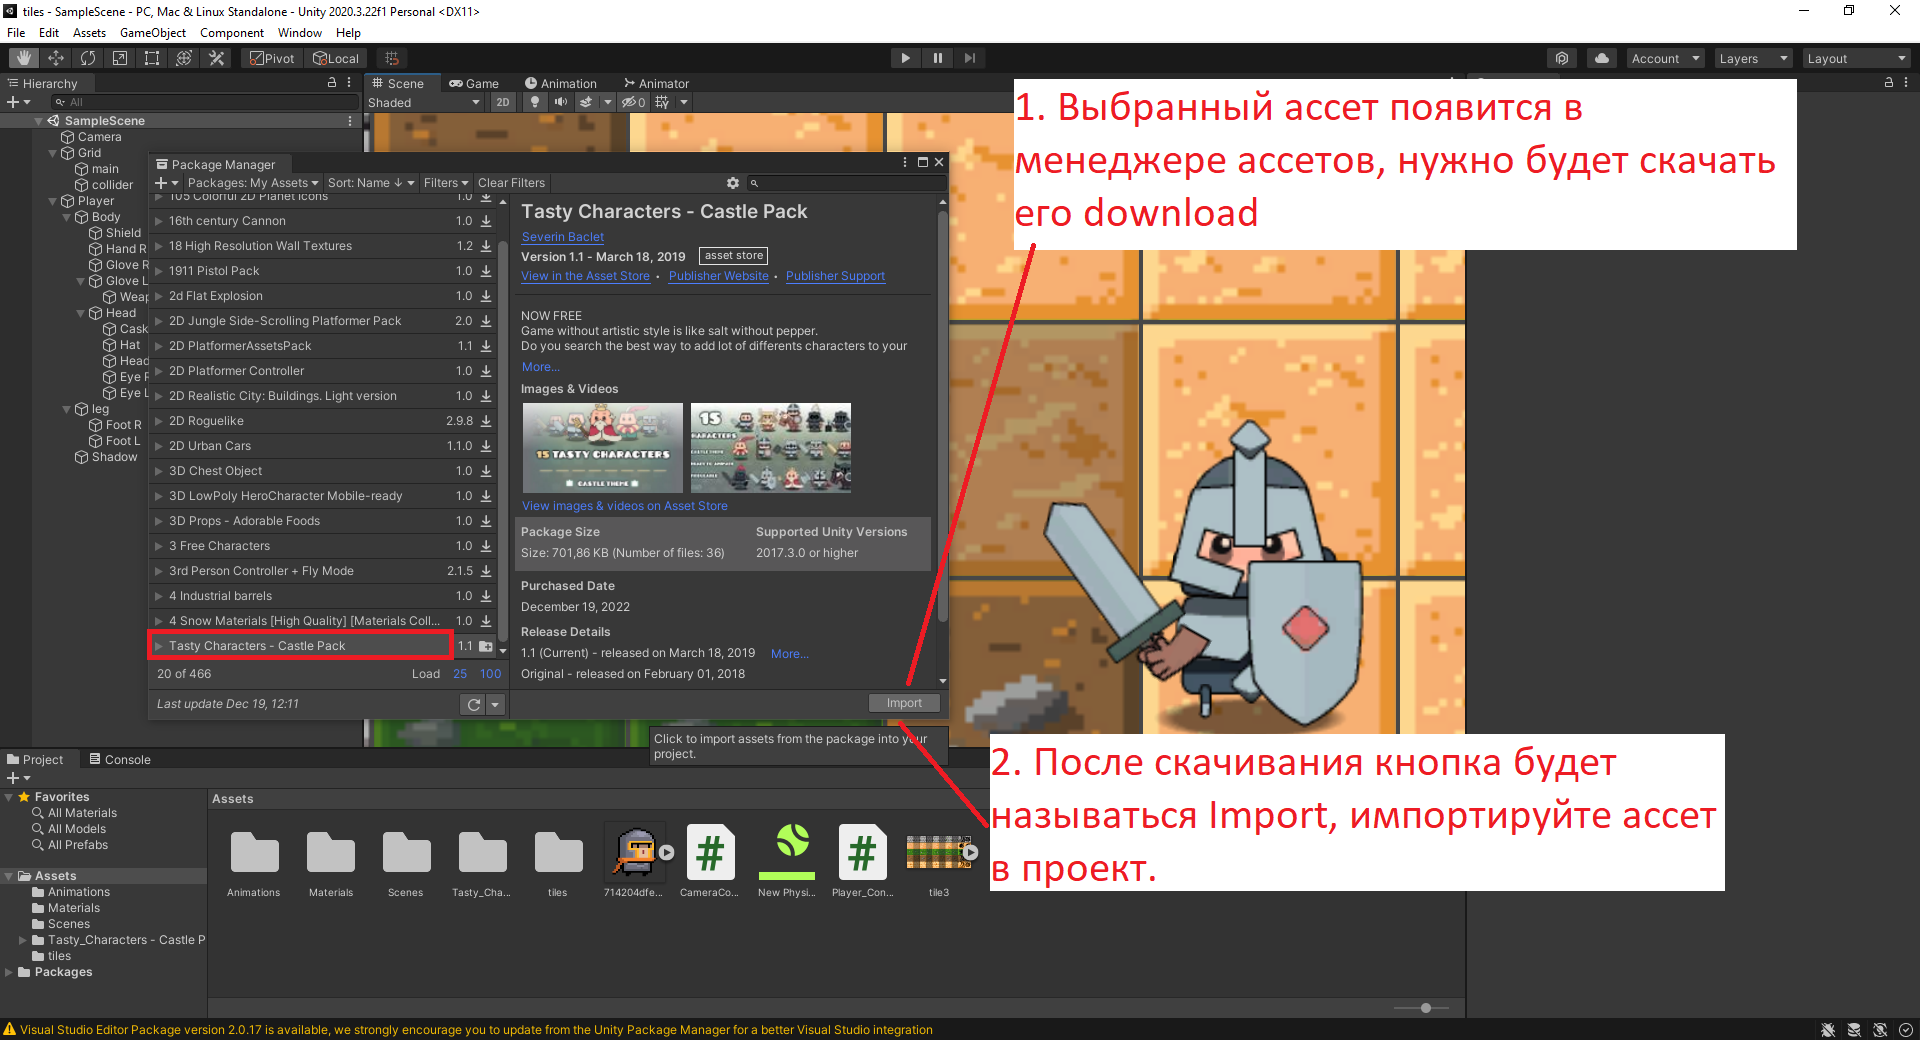 tiles - SampleScene - PC, Mac & Linux Standalone - Unity 2020.3.22f1 Personal <DX11>
File Edit Assets GameObject Component Window Help
Pivot Local Account Layers Layout
Hierarchy
Scene Game Animation Animator
All
Shaded 2D 0
SampleScene
Camera
Grid
main
collider
Player
Body
Shield
Hand R
Glove R
Glove L
Weap
Head
Cask
Hat
Head
Eye
Eye L
leg
Foot R
Foot L
Shadow
Package Manager
Packages: My Assets Sort: Name ↓ Filters Clear Filters
105 Colorful 2D Planet Icons 1.0
16th century Cannon 1.0
18 High Resolution Wall Textures 1.2
1911 Pistol Pack 1.0
2d Flat Explosion 1.0
2D Jungle Side-Scrolling Platformer Pack 2.0
2D PlatformerAssetsPack 1.1
2D Platformer Controller 1.0
2D Realistic City: Buildings. Light version 1.0
2D Roguelike 2.9.8
2D Urban Cars 1.1.0
3D Chest Object 1.0
3D LowPoly HeroCharacter Mobile-ready 1.0
3D Props - Adorable Foods 1.0
3 Free Characters 1.0
3rd Person Controller + Fly Mode 2.1.5
4 Industrial barrels 1.0
4 Snow Materials [High Quality] [Materials Coll... 1.0
Tasty Characters - Castle Pack 1.1
20 of 466 Load 25 100
Last update Dec 19, 12:11
Tasty Characters - Castle Pack
Severin Baclet
Version 1.1 - March 18, 2019 asset store
View in the Asset Store • Publisher Website • Publisher Support
NOW FREE
Game without artistic style is like salt without pepper.
Do you search the best way to add lot of differents characters to your
More...
Images & Videos
15 TASTY CHARACTERS
CASTLE THEME
15
CHARACTERS
View images & videos on Asset Store
Package Size Supported Unity Versions
Size: 701,86 KB (Number of files: 36) 2017.3.0 or higher
Purchased Date
December 19, 2022
Release Details
1.1 (Current) - released on March 18, 2019 More...
Original - released on February 01, 2018
Import
Click to import assets from the package into your
project.
1. Выбранный ассет появится в
менеджере ассетов, нужно будет скачать
его download
2. После скачивания кнопка будет
называться Import, импортируйте ассет
в проект.
Project Console
Favorites
All Materials
All Models
All Prefabs
Assets
Animations
Materials
Scenes
Tasty_Characters - Castle P
tiles
Packages
Assets
Animations Materials Scenes Tasty_Cha... tiles 714204dfe... CameraCo... New Physi... Player_Con... tile3
Visual Studio Editor Package version 2.0.17 is available, we strongly encourage you to update from the Unity Package Manager for a better Visual Studio integration